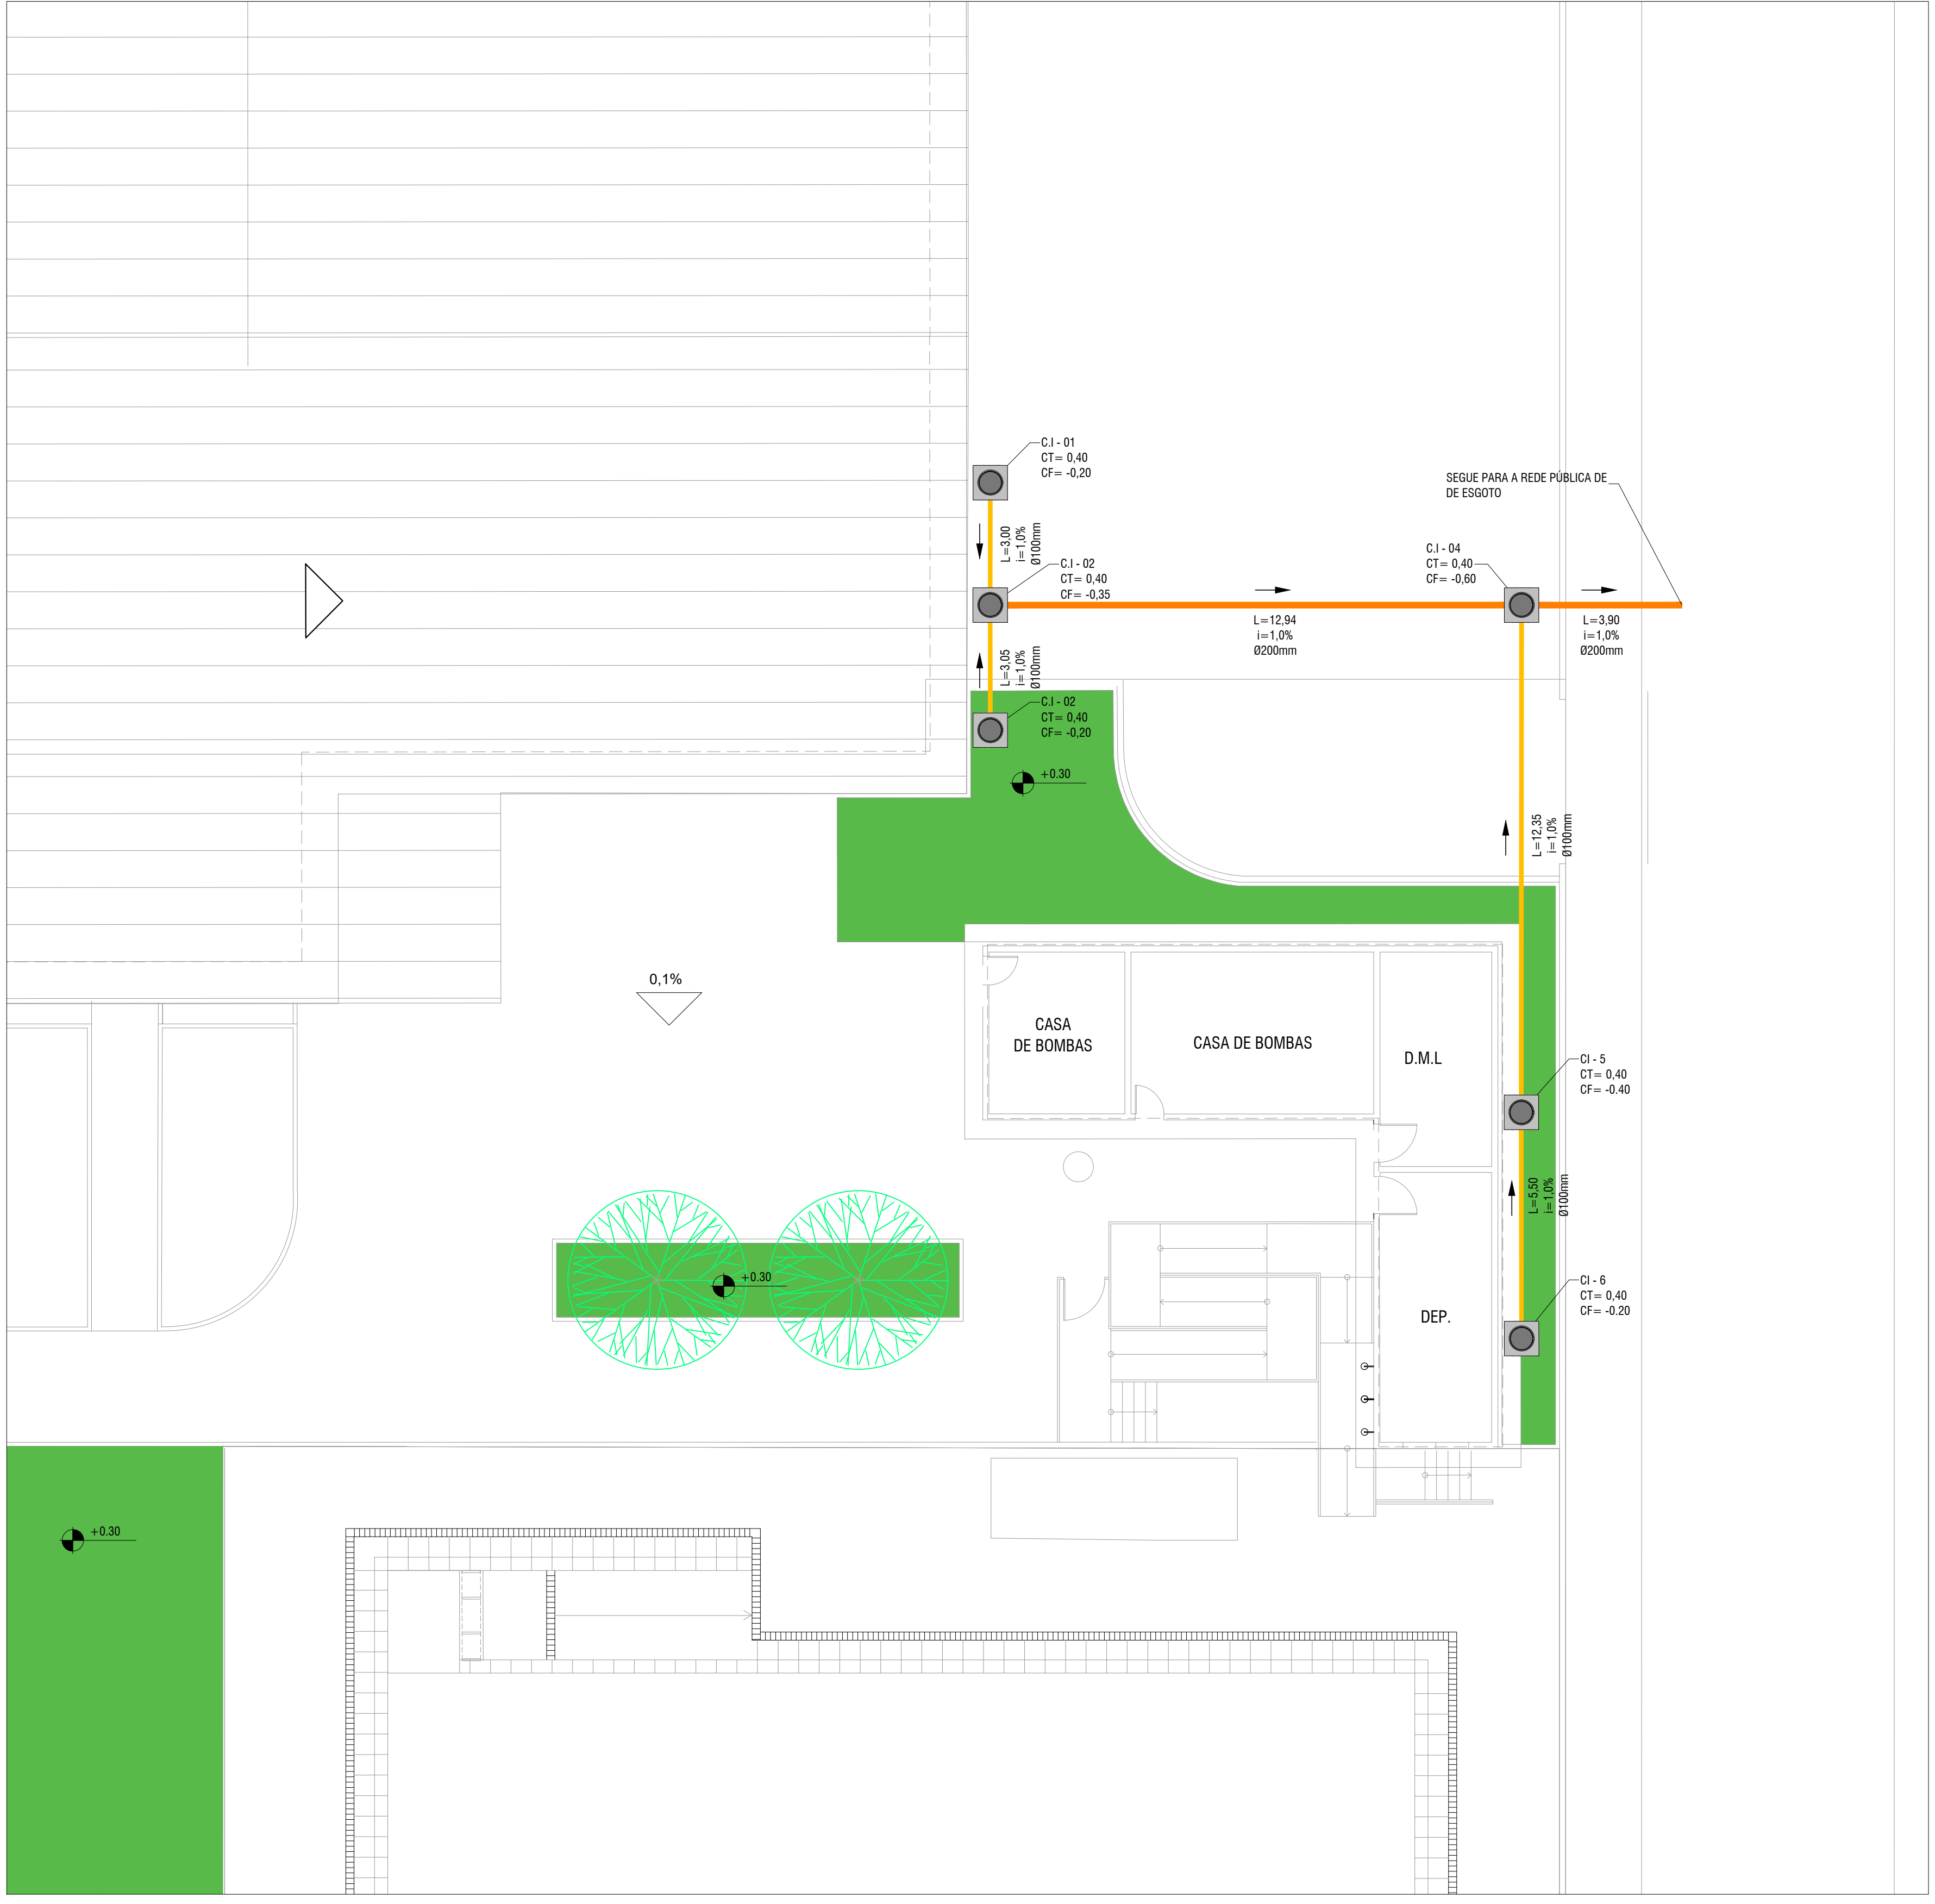 C.I - 01
CT= 0,40
CF= -0,20
SEGUE PARA A REDE PÚBLICA DE
DE ESGOTO
L=3,00
i=1,0%
Ø100mm
C.I - 02
CT= 0,40
CF= -0,35
C.I - 04
CT= 0,40
CF= -0,60
L=12,94
i=1,0%
Ø200mm
L=3,90
i=1,0%
Ø200mm
L=3,05
i=1,0%
Ø100mm
C.I - 02
CT= 0,40
CF= -0,20
+0.30
L=12,35
i=1,0%
Ø100mm
0,1%
CASA
DE BOMBAS
CASA DE BOMBAS
D.M.L
CI - 5
CT= 0,40
CF= -0.40
L=5,50
i=1,0%
Ø100mm
+0.30
CI - 6
CT= 0,40
CF= -0.20
DEP.
+0.30